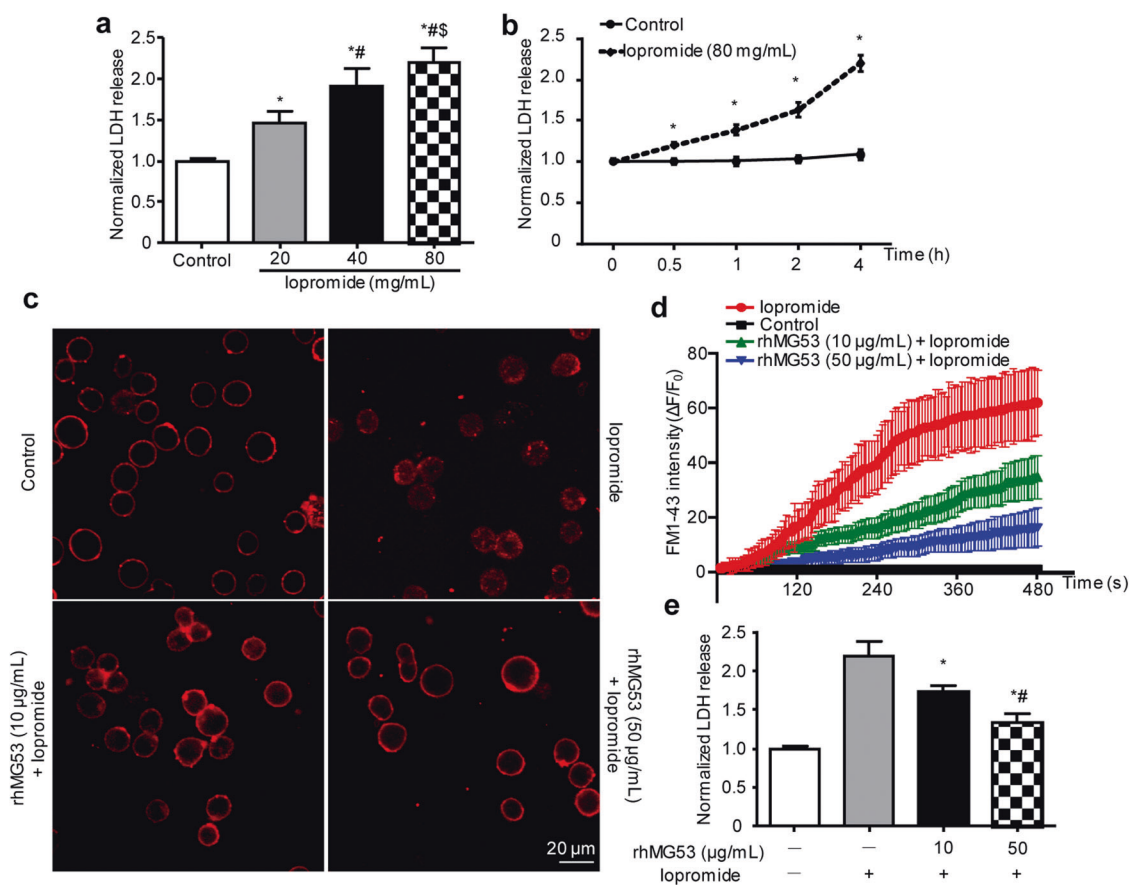 a
Normalized LDH release
2.5
2.0
1.5
1.0
0.5
0
*
*#
*#$
Control
20
40
80
Iopromide (mg/mL)
b
Control
Iopromide (80 mg/mL)
Normalized LDH release
2.5
2.0
1.5
1.0
0.5
0
*
*
*
*
0
0.5
1
2
4
Time (h)
c
Control
Iopromide
rhMG53 (10 µg/mL)
+ Iopromide
rhMG53 (50 µg/mL)
+ Iopromide
20 µm
d
Iopromide
Control
rhMG53 (10 µg/mL) + Iopromide
rhMG53 (50 µg/mL) + Iopromide
FM1-43 intensity (ΔF/F₀)
80
60
40
20
0
120
240
360
480
Time (s)
e
Normalized LDH release
2.5
2.0
1.5
1.0
0.5
0
*
*#
rhMG53 (µg/mL) — — 10 50
Iopromide — + + +